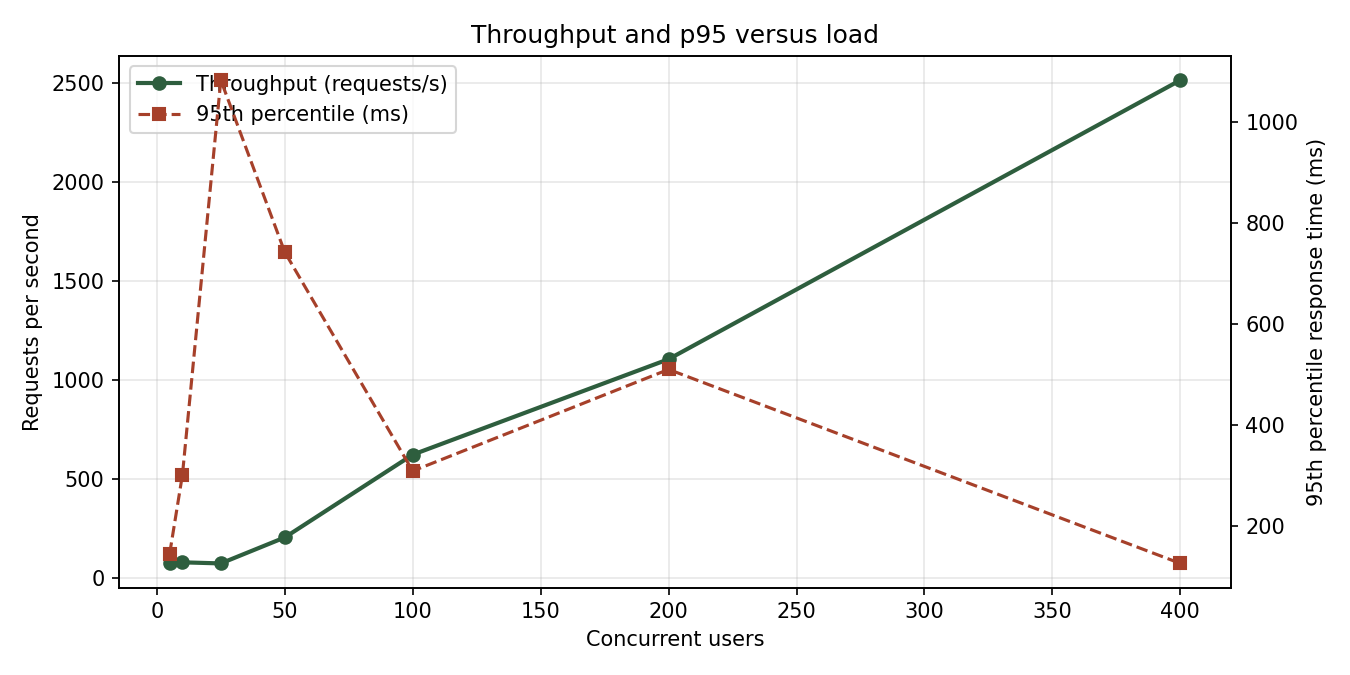 Throughput and p95 versus load
Throughput (requests/s)
95th percentile (ms)
Requests per second
2500
2000
1500
1000
500
0
1000
800
600
400
200
95th percentile response time (ms)
0 50 100 150 200 250 300 350 400
Concurrent users